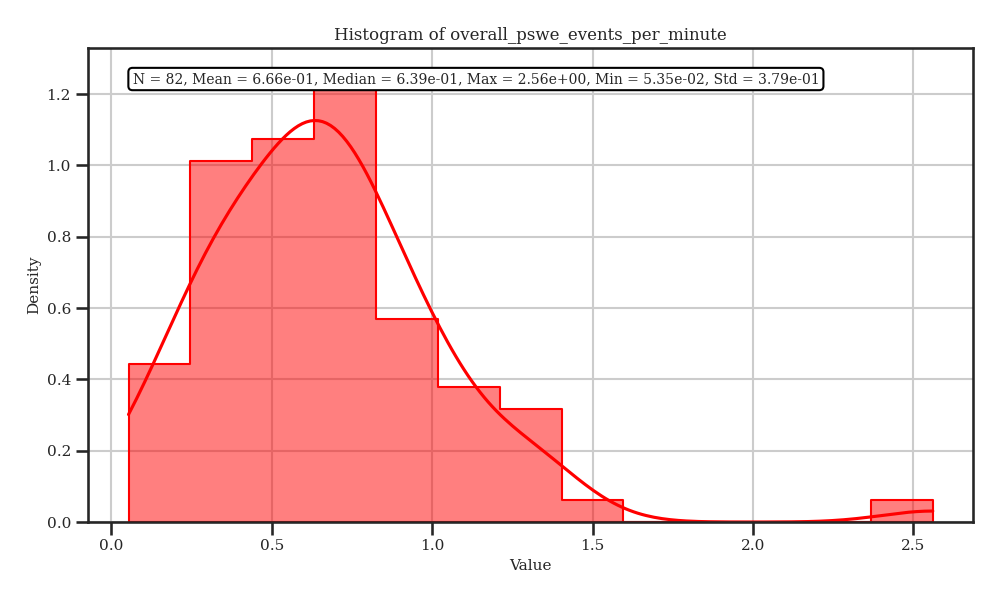 Histogram of overall_pswe_events_per_minute
N = 82, Mean = 6.66e-01, Median = 6.39e-01, Max = 2.56e+00, Min = 5.35e-02, Std = 3.79e-01
1.2
1.0
0.8
0.6
0.4
0.2
0.0
Density
0.0 0.5 1.0 1.5 2.0 2.5
Value